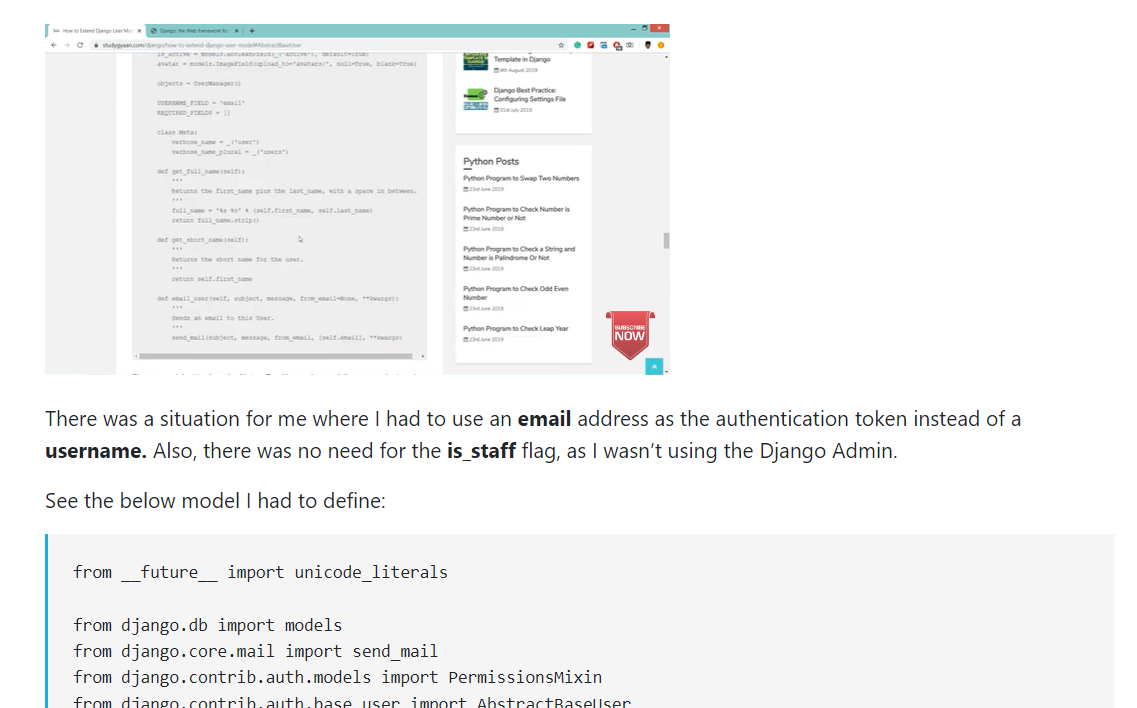 How to Extend Django User Mod
Django: the Web framework for
studygyaan.com/django/how-to-extend-django-user-model#AbstractBaseUser
is_active = models.BooleanField(_('active'), default=True)
avatar = models.ImageField(upload_to='avatars/', null=True, blank=True)
objects = UserManager()
USERNAME_FIELD = 'email'
REQUIRED_FIELDS = []
class Meta:
verbose_name = _('user')
verbose_name_plural = _('users')
def get_full_name(self):
'''
Returns the first_name plus the last_name, with a space in between.
'''
full_name = '%s %s' % (self.first_name, self.last_name)
return full_name.strip()
def get_short_name(self):
'''
Returns the short name for the user.
'''
return self.first_name
def email_user(self, subject, message, from_email=None, **kwargs):
'''
Sends an email to this User.
'''
send_mail(subject, message, from_email, [self.email], **kwargs)
Template in Django
4th August 2019
Django Best Practice:
Configuring Settings File
31st July 2019
Python Posts
Python Program to Swap Two Numbers
23rd June 2019
Python Program to Check Number is
Prime Number or Not
23rd June 2019
Python Program to Check a String and
Number is Palindrome Or Not
23rd June 2019
Python Program to Check Odd Even
Number
23rd June 2019
Python Program to Check Leap Year
23rd June 2019
SUBSCRIBE
NOW
There was a situation for me where I had to use an email address as the authentication token instead of a
username. Also, there was no need for the is_staff flag, as I wasn’t using the Django Admin.
See the below model I had to define:
from __future__ import unicode_literals
from django.db import models
from django.core.mail import send_mail
from django.contrib.auth.models import PermissionsMixin
from django.contrib.auth.base_user import AbstractBaseUser